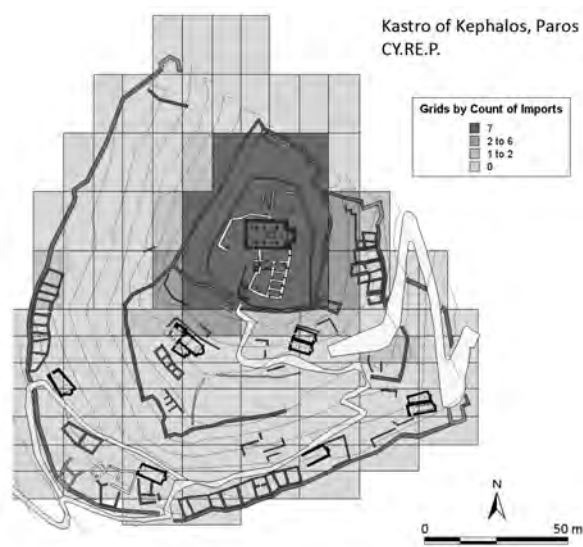 Kastro of Kephalos, Paros
CY.RE.P.
Grids by Count of Imports
7
2 to 6
1 to 2
0
N
0 50 m